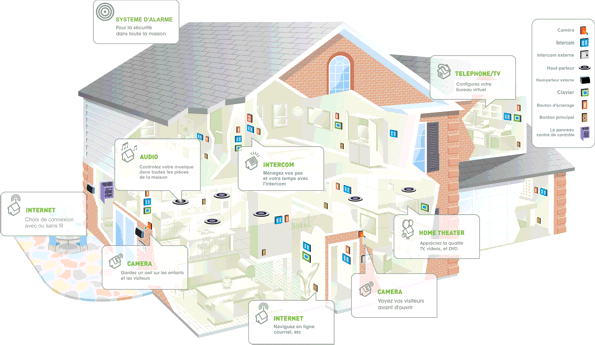 SYSTEME D'ALARME
Pour la sécurité
dans toute la maison
Caméra
Intercom
Intercom externe
Haut-parleur
Haut-parleur externe
Clavier
Bouton d'éclairage
Bouton principal
Le panneau
centre de contrôle
TELEPHONE/TV
Configurez votre
bureau virtuel
AUDIO
Controlez votre musique
dans toutes les pièces
de la maison
INTERCOM
Ménagez vos pas
et votre temps avec
l'intercom
INTERNET
Choix de connexion
avec ou sans fil
HOME THEATER
Appréciez la qualité
TV, videos, et DVD
CAMERA
Gardez un oeil sur les enfants
et les visiteurs
CAMERA
Voyez vos visiteurs
avant d'ouvrir
INTERNET
Naviguez en ligne
courriel, etc